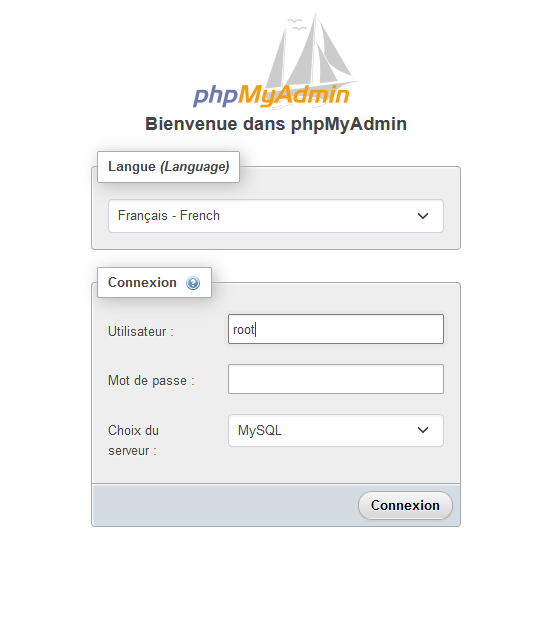 phpMyAdmin
Bienvenue dans phpMyAdmin
Langue (Language)
Français - French
Connexion
Utilisateur :
root
Mot de passe :
Choix du
serveur :
MySQL
Connexion